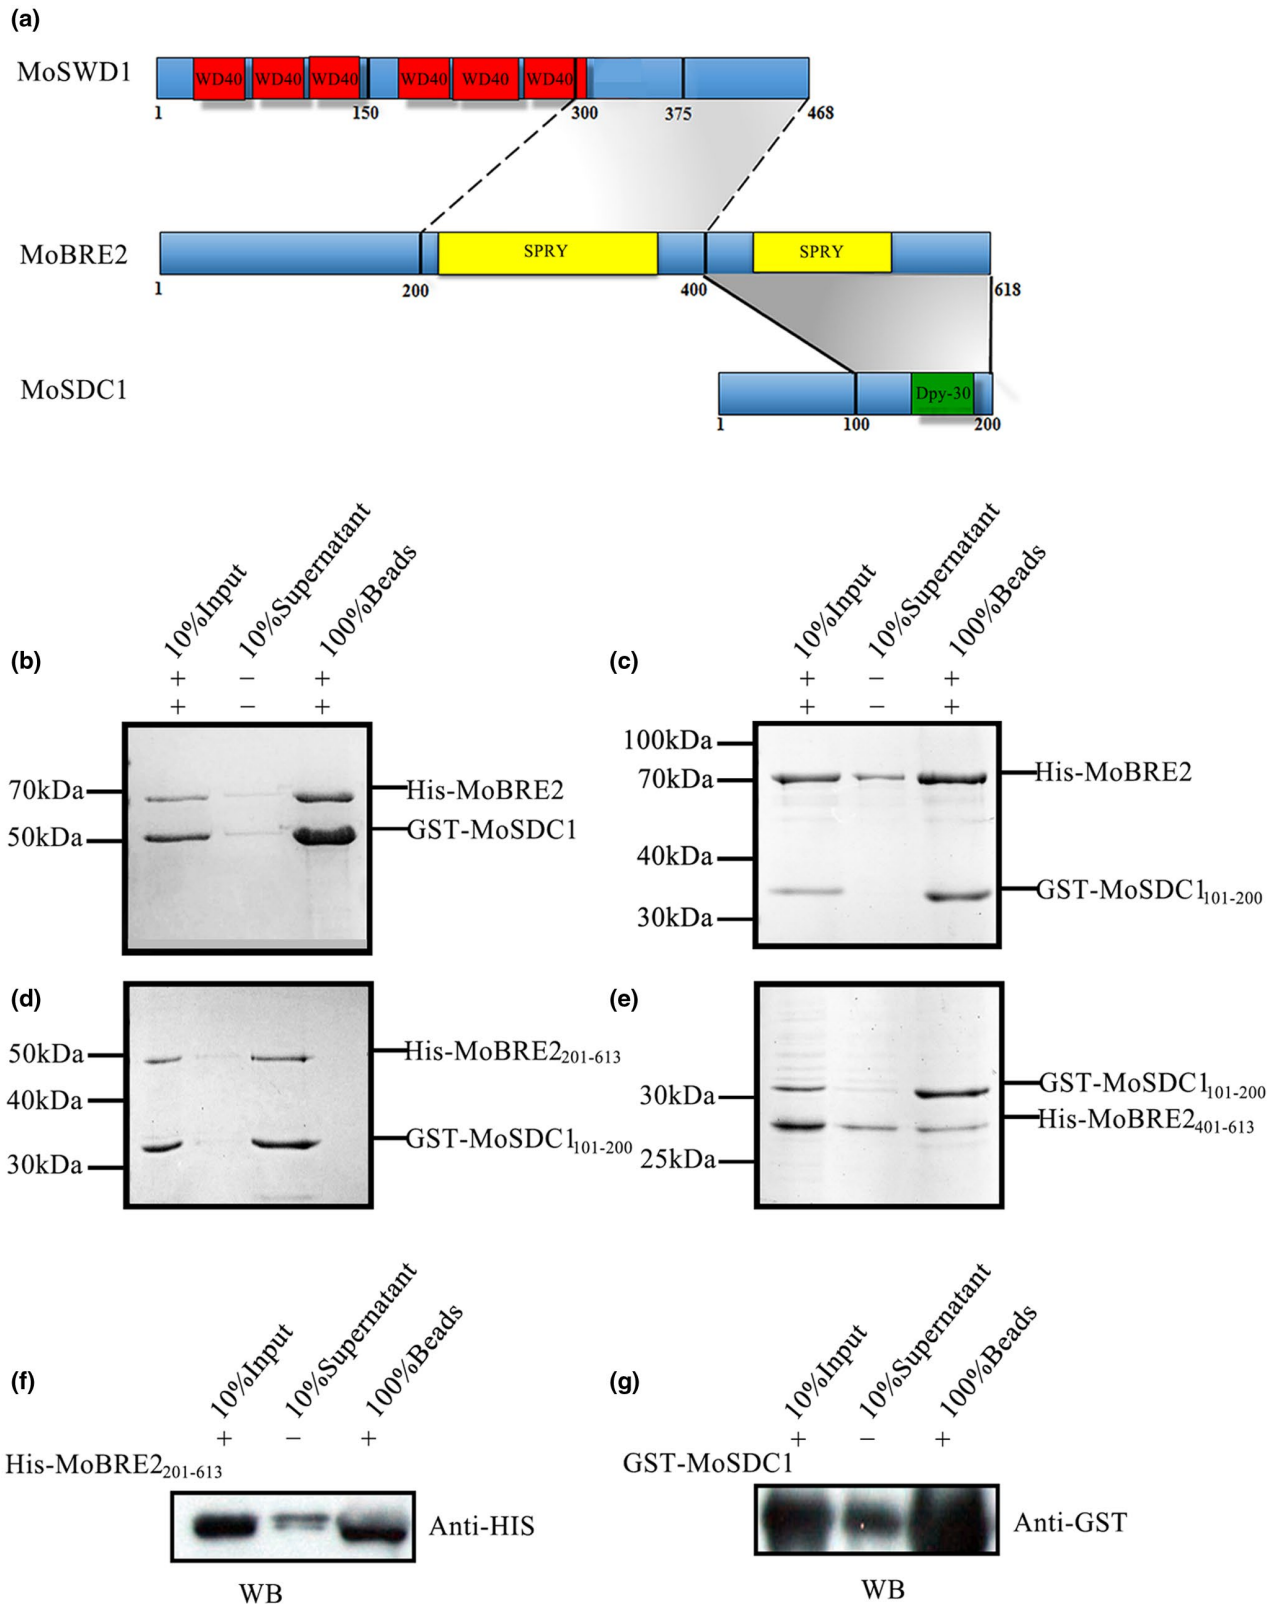 (a)
MoSWD1
WD40 WD40 WD40 WD40 WD40 WD40
1 150 300 375 468
MoBRE2
SPRY SPRY
1 200 400 618
MoSDC1
Dpy-30
1 100 200
(b)
10%Input 10%Supernatant 100%Beads
+ − +
+ − +
70kDa
50kDa
His-MoBRE2
GST-MoSDC1
(c)
10%Input 10%Supernatant 100%Beads
+ − +
+ − +
100kDa
70kDa
40kDa
30kDa
His-MoBRE2
GST-MoSDC1101-200
(d)
50kDa
40kDa
30kDa
His-MoBRE2201-613
GST-MoSDC1101-200
(e)
30kDa
25kDa
GST-MoSDC1101-200
His-MoBRE2401-613
(f)
10%Input 10%Supernatant 100%Beads
+ − +
His-MoBRE2201-613
Anti-HIS
WB
(g)
10%Input 10%Supernatant 100%Beads
+ − +
GST-MoSDC1
Anti-GST
WB